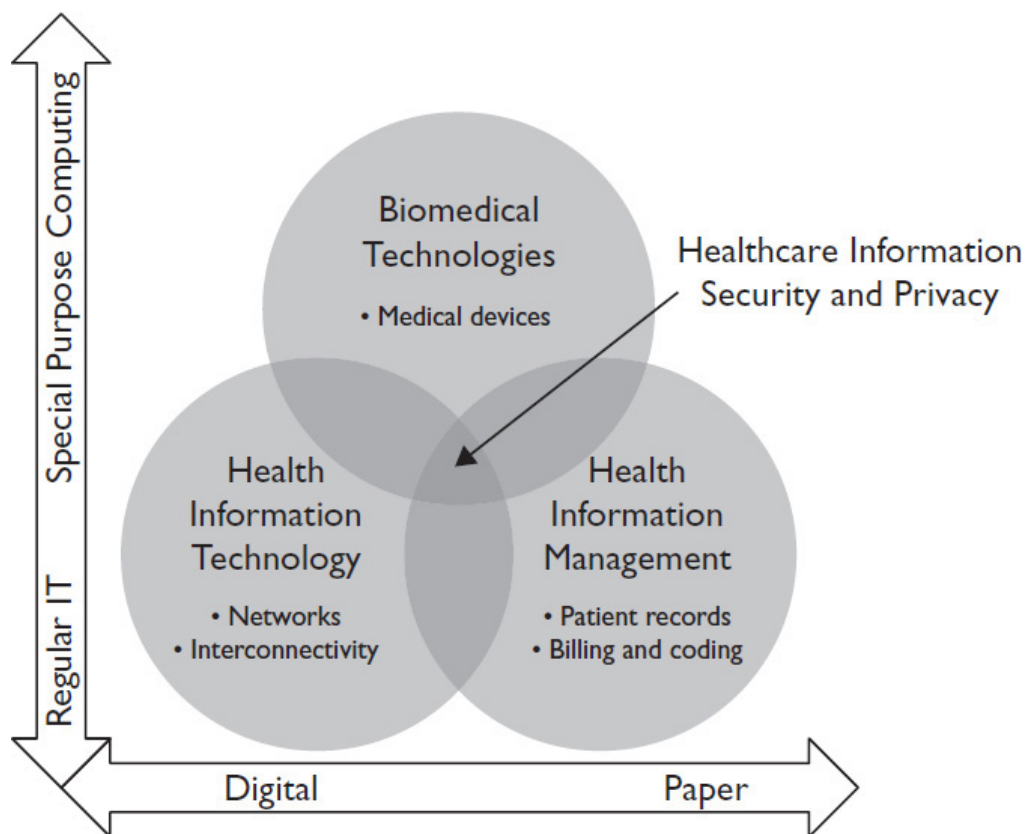 Special Purpose Computing
Regular IT
Biomedical
Technologies
• Medical devices
Healthcare Information
Security and Privacy
Health
Information
Technology
• Networks
• Interconnectivity
Health
Information
Management
• Patient records
• Billing and coding
Digital
Paper